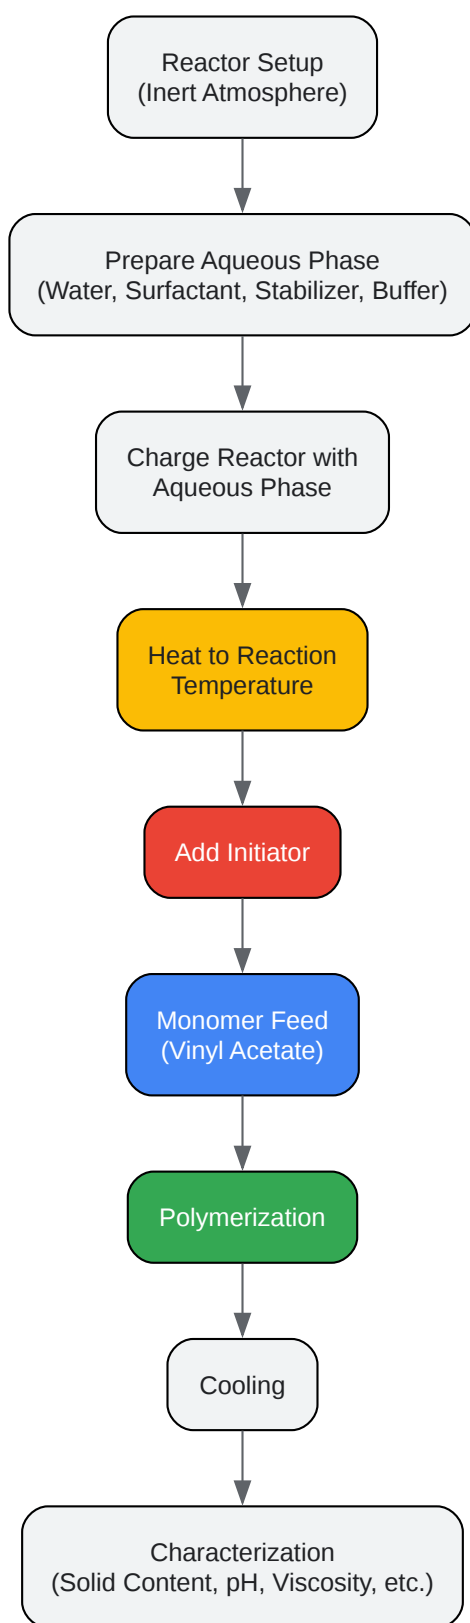 Reactor Setup
(Inert Atmosphere)
Prepare Aqueous Phase
(Water, Surfactant, Stabilizer, Buffer)
Charge Reactor with
Aqueous Phase
Heat to Reaction
Temperature
Add Initiator
Monomer Feed
(Vinyl Acetate)
Polymerization
Cooling
Characterization
(Solid Content, pH, Viscosity, etc.)